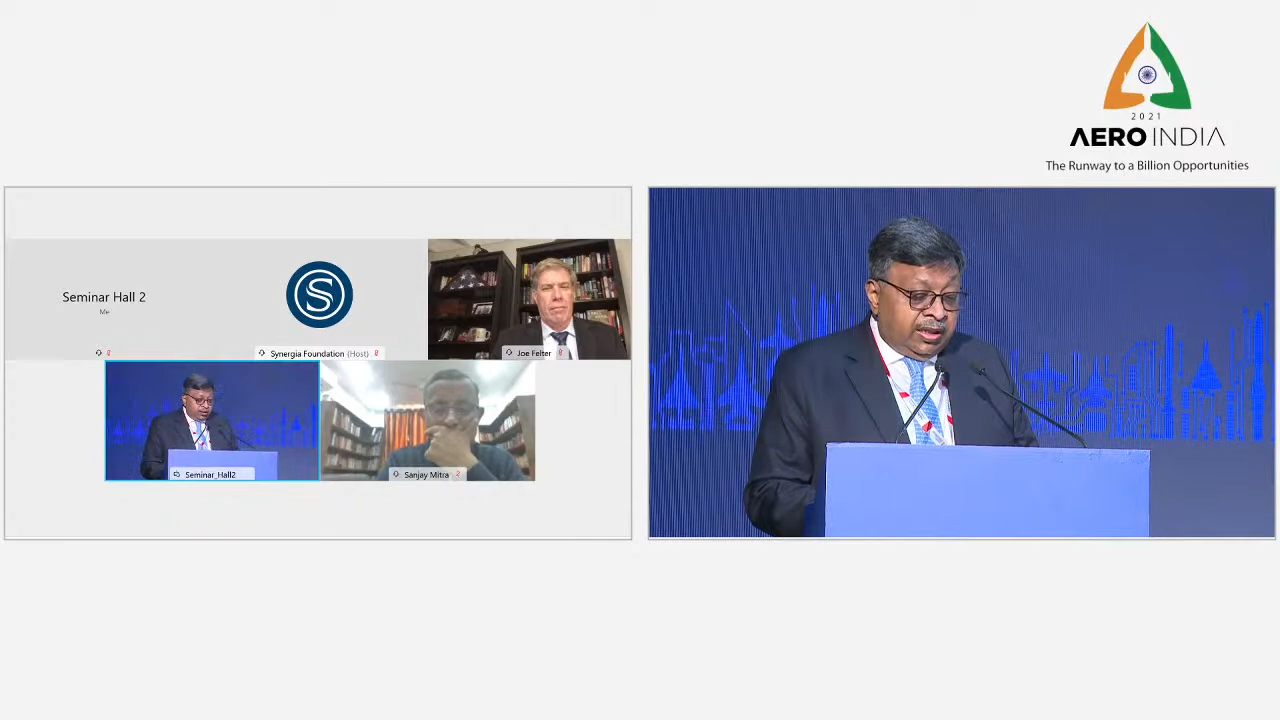 2021
AERO INDIA
The Runway to a Billion Opportunities
Seminar Hall 2
Me
S
Synergia Foundation (Host)
Joe Felter
Seminar_Hall2
Sanjay Mitra